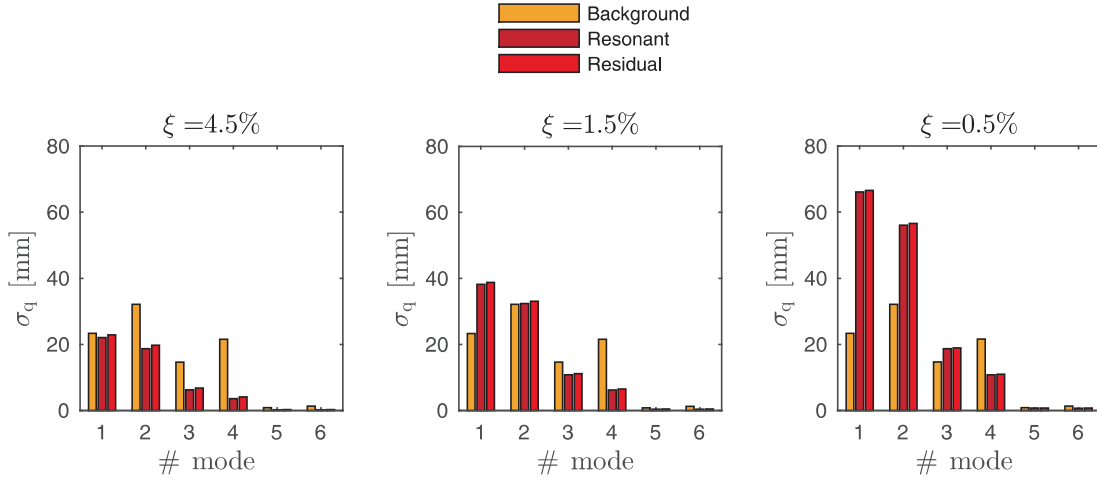 Background
Resonant
Residual
ξ =4.5%
80
60
40
20
0
σq [mm]
1 2 3 4 5 6
# mode
ξ =1.5%
80
60
40
20
0
σq [mm]
1 2 3 4 5 6
# mode
ξ =0.5%
80
60
40
20
0
σq [mm]
1 2 3 4 5 6
# mode